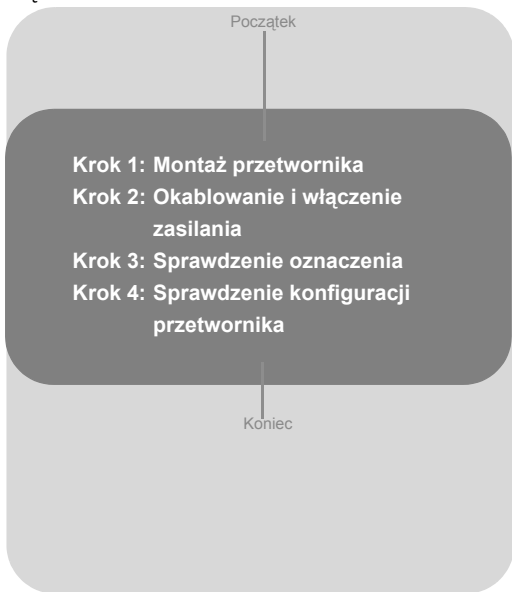 Początek
Krok 1: Montaż przetwornika
Krok 2: Okablowanie i włączenie
zasilania
Krok 3: Sprawdzenie oznaczenia
Krok 4: Sprawdzenie konfiguracji
przetwornika
Koniec